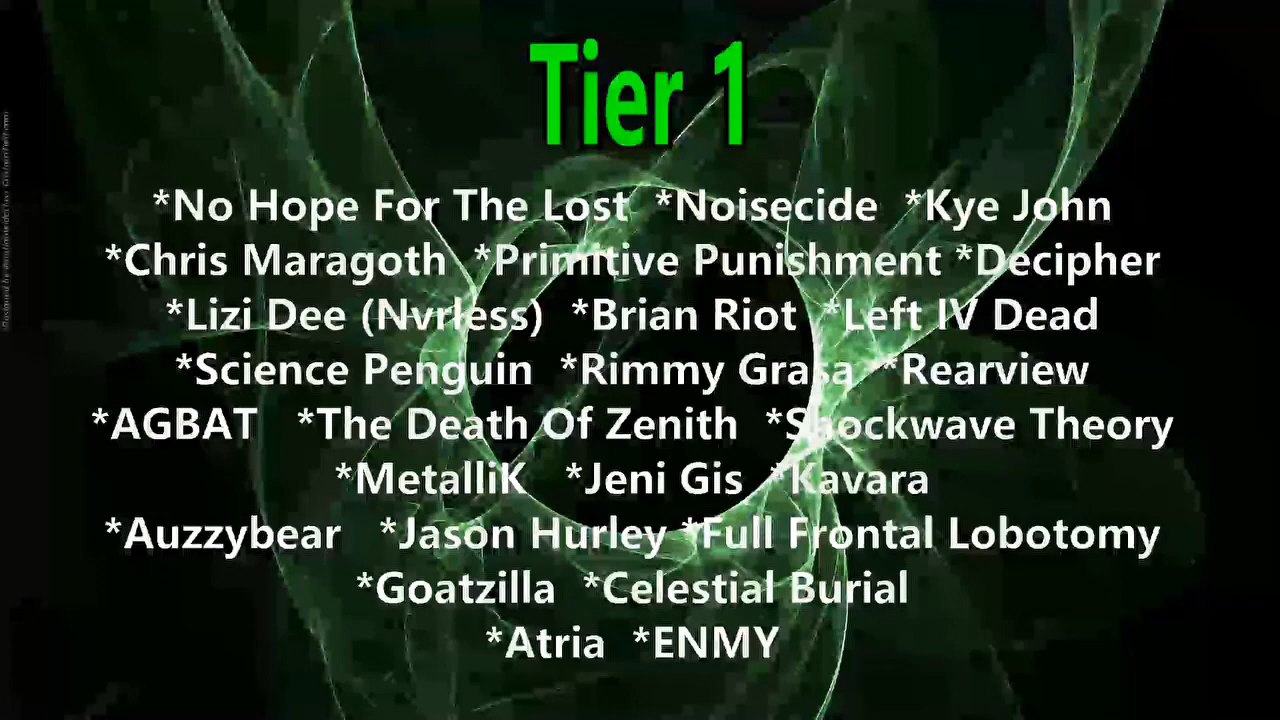 Tier 1
*No Hope For The Lost *Noisecide *Kye John
*Chris Maragoth *Primitive Punishment *Decipher
*Lizi Dee (Nvrless) *Brian Riot *Left IV Dead
*Science Penguin *Rimmy Grasa *Rearview
*AGBAT *The Death Of Zenith *Shockwave Theory
*MetalliK *Jeni Gis *Kavara
*Auzzybear *Jason Hurley *Full Frontal Lobotomy
*Goatzilla *Celestial Burial
*Atria *ENMY